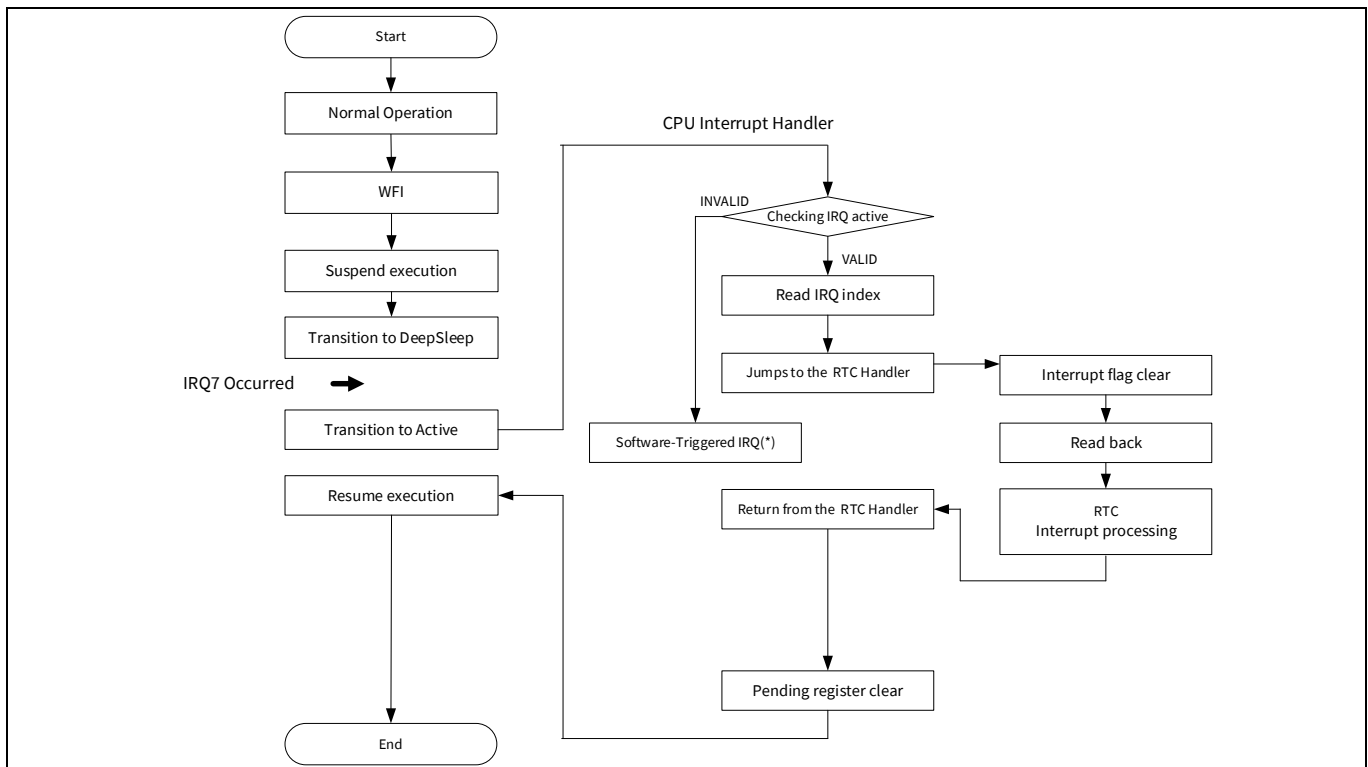 Start
Normal Operation
WFI
Suspend execution
Transition to DeepSleep
IRQ7 Occurred
Transition to Active
Resume execution
End
CPU Interrupt Handler
Checking IRQ active
INVALID
VALID
Read IRQ index
Jumps to the RTC Handler
Software-Triggered IRQ(*)
Interrupt flag clear
Read back
RTC
Interrupt processing
Return from the RTC Handler
Pending register clear